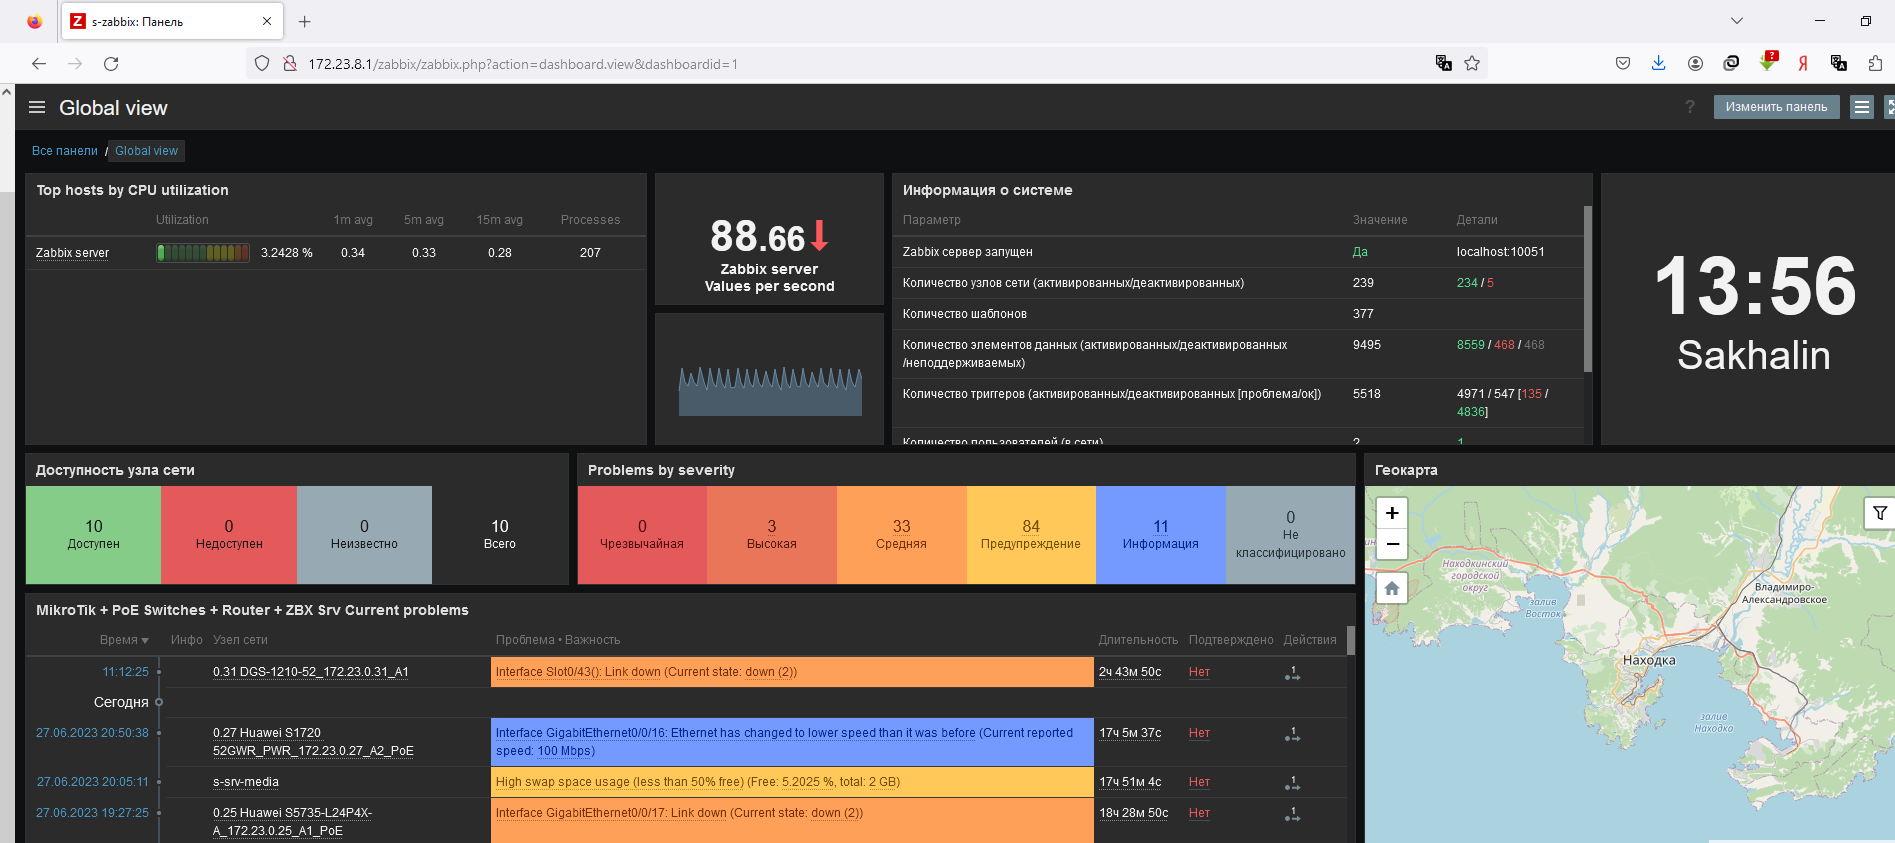 s-zabbix: Панель
172.23.8.1/zabbix/zabbix.php?action=dashboard.view&dashboardid=1
Global view
?
Изменить панель
Все панели / Global view
Top hosts by CPU utilization
Utilization 1m avg 5m avg 15m avg Processes
Zabbix server 3.2428 % 0.34 0.33 0.28 207
88.66
Zabbix server
Values per second
Информация о системе
Параметр Значение Детали
Zabbix сервер запущен Да localhost:10051
Количество узлов сети (активированных/деактивированных) 239 234 / 5
Количество шаблонов 377
Количество элементов данных (активированных/деактивированных 9495 8559 / 468 / 468
/неподдерживаемых)
Количество триггеров (активированных/деактивированных [проблема/ок]) 5518 4971 / 547 [135 /
4836]
Количество пользователей (в сети) 2 1
13:56
Sakhalin
Доступность узла сети
10
Доступен
0
Недоступен
0
Неизвестно
10
Всего
Problems by severity
0
Чрезвычайная
3
Высокая
33
Средняя
84
Предупреждение
11
Информация
0
Не
классифицировано
Геокарта
+
−
Находкинский
городской
округ
залив
Восток
Владимиро-
Александровское
Находка
залив
Находка
MikroTik + PoE Switches + Router + ZBX Srv Current problems
Время Инфо Узел сети Проблема • Важность Длительность Подтверждено Действия
11:12:25 0.31 DGS-1210-52_172.23.0.31_A1 Interface Slot0/43(): Link down (Current state: down (2)) 2ч 43м 50с Нет 1
Сегодня
27.06.2023 20:50:38 0.27 Huawei S1720 Interface GigabitEthernet0/0/16: Ethernet has changed to lower speed than it was before (Current reported 17ч 5м 37с Нет 1
52GWR_PWR_172.23.0.27_A2_PoE speed: 100 Mbps)
27.06.2023 20:05:11 s-srv-media High swap space usage (less than 50% free) (Free: 5.2025 %, total: 2 GB) 17ч 51м 4с Нет 1
27.06.2023 19:27:25 0.25 Huawei S5735-L24P4X- Interface GigabitEthernet0/0/17: Link down (Current state: down (2)) 18ч 28м 50с Нет 1
A_172.23.0.25_A1_PoE